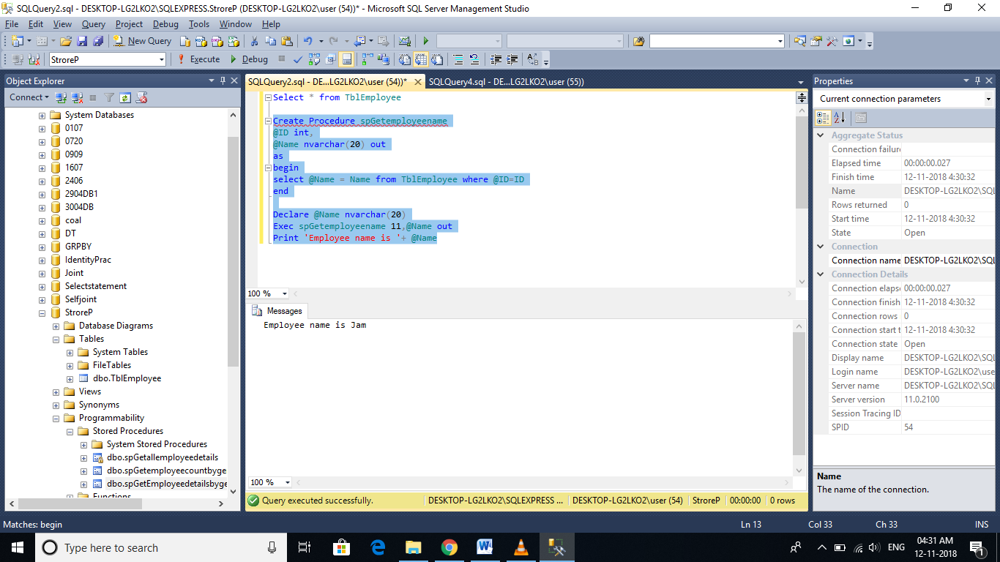 SQLQuery2.sql - DESKTOP-LG2LKO2\SQLEXPRESS.StroreP (DESKTOP-LG2LKO2\user (54))* - Microsoft SQL Server Management Studio
File Edit View Query Project Debug Tools Window Help
New Query
StroreP Execute Debug
Object Explorer
Connect
System Databases
0107
0720
0909
1607
2406
2904DB1
3004DB
coal
DT
GRPBY
IdentityPrac
Joint
Selectstatement
Selfjoint
StroreP
Database Diagrams
Tables
System Tables
FileTables
dbo.TblEmployee
Views
Synonyms
Programmability
Stored Procedures
System Stored Procedures
dbo.spGetallemployeedetails
dbo.spGetemployeecountbyge
dbo.spGetEmployeedetailsbyge
Functions
SQLQuery2.sql - DE...LG2LKO2\user (54))* SQLQuery4.sql - DE...LG2LKO2\user (55))
Select * from TblEmployee
Create Procedure spGetemployeename
@ID int,
@Name nvarchar(20) out
as
begin
select @Name = Name from TblEmployee where @ID=ID
end
Declare @Name nvarchar(20)
Exec spGetemployeename 11,@Name out
Print 'Employee name is '+ @Name
100 %
Messages
Employee name is Jam
100 %
Query executed successfully. DESKTOP-LG2LKO2\SQLEXPRESS ... DESKTOP-LG2LKO2\user (54) StroreP 00:00:00 0 rows
Properties
Current connection parameters
Aggregate Status
Connection failure
Elapsed time 00:00:00.027
Finish time 12-11-2018 4:30:32
Name DESKTOP-LG2LKO2\SQL
Rows returned 0
Start time 12-11-2018 4:30:32
State Open
Connection
Connection name DESKTOP-LG2LKO2\SQL
Connection Details
Connection elapse 00:00:00.027
Connection finish 12-11-2018 4:30:32
Connection rows 0
Connection start t 12-11-2018 4:30:32
Connection state Open
Display name DESKTOP-LG2LKO2\SQL
Login name DESKTOP-LG2LKO2\use
Server name DESKTOP-LG2LKO2\SQL
Server version 11.0.2100
Session Tracing ID
SPID 54
Name
The name of the connection.
Matches: begin Ln 13 Col 33 Ch 33 INS
Type here to search
ENG
04:31 AM
12-11-2018
1